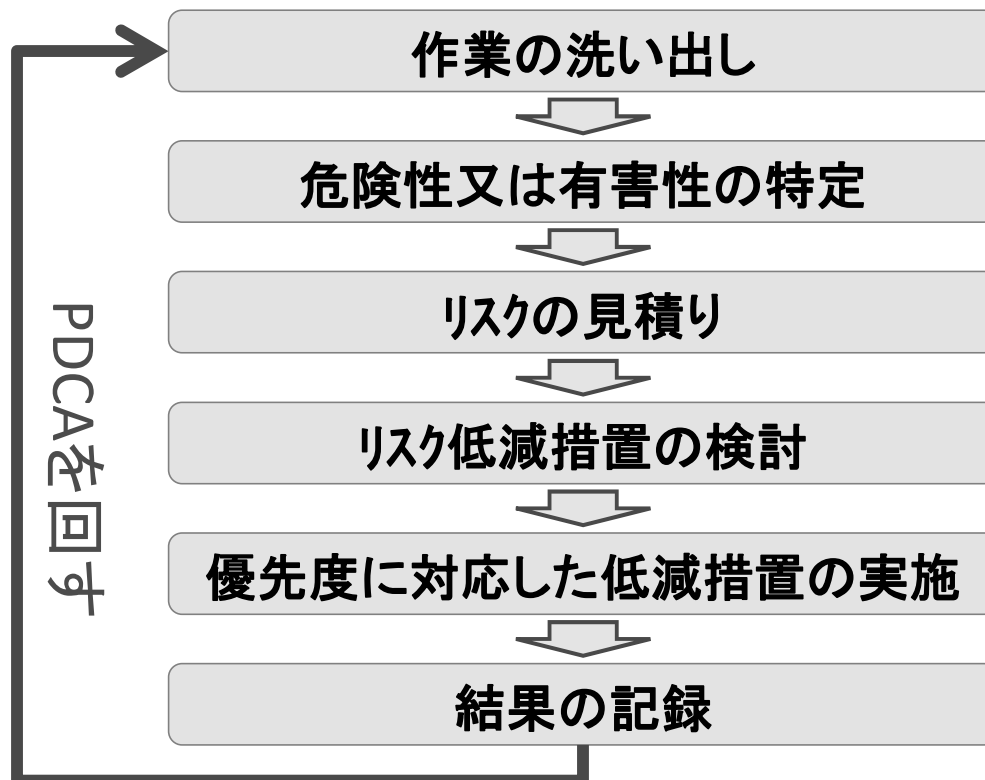 作業の洗い出し
危険性又は有害性の特定
リスクの見積り
リスク低減措置の検討
優先度に対応した低減措置の実施
結果の記録
PDCAを回す